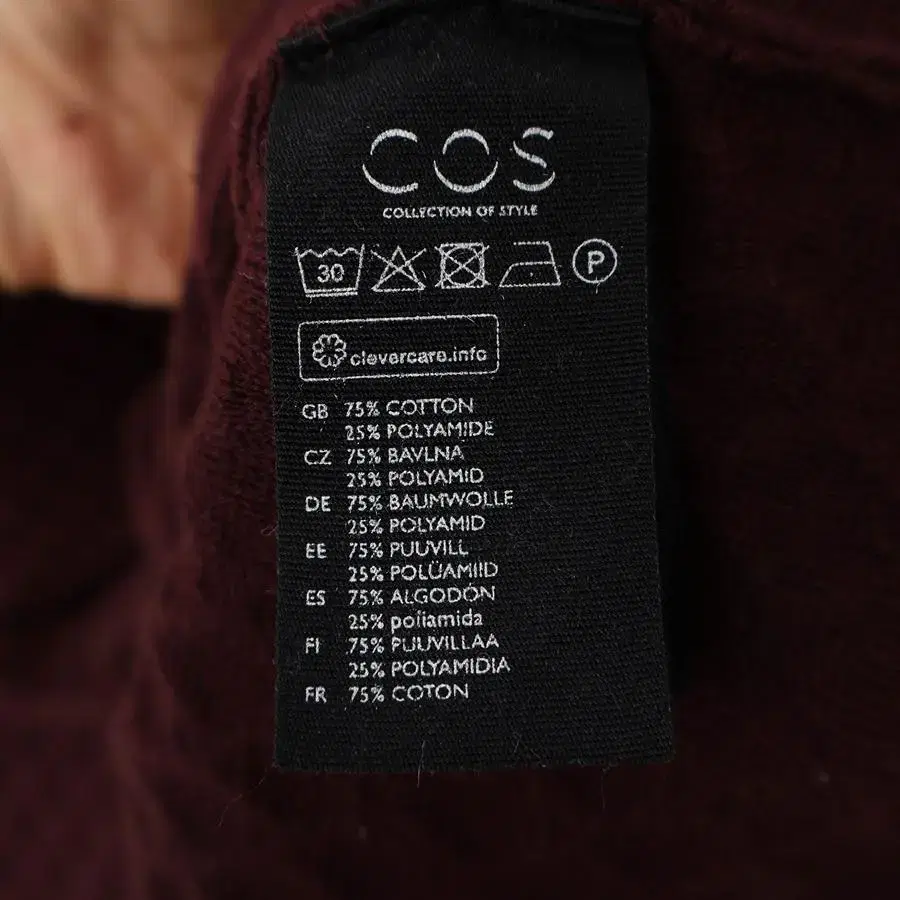 COS
COLLECTION OF STYLE
30 P
clevercare.info
GB 75% COTTON
25% POLYAMIDE
CZ 75% BAVLNA
25% POLYAMID
DE 75% BAUMWOLLE
25% POLYAMID
EE 75% PUUVILL
25% POLÜAMIID
ES 75% ALGODÓN
25% poliamida
FI 75% PUUVILLAA
25% POLYAMIDIA
FR 75% COTON